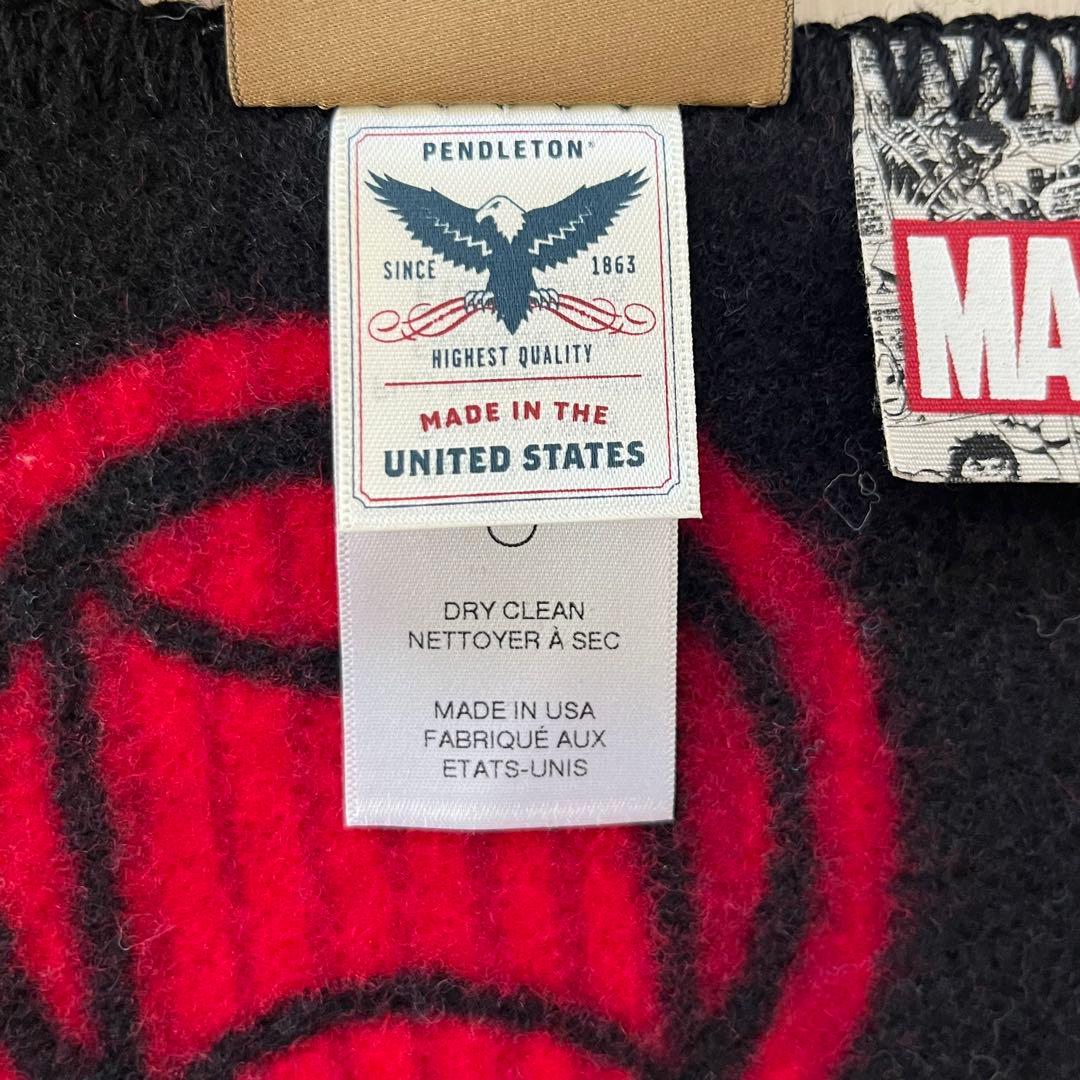 PENDLETON®
SINCE 1863
HIGHEST QUALITY
MADE IN THE
UNITED STATES
DRY CLEAN
NETTOYER À SEC
MADE IN USA
FABRIQUÉ AUX
ETATS-UNIS
MA